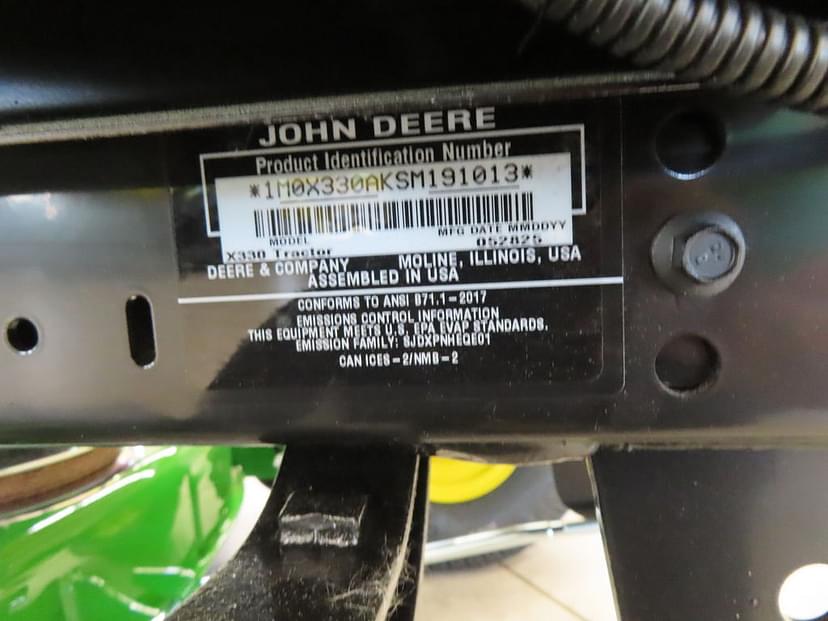 JOHN DEERE
Product Identification Number
*1M0X330AKSM191013*
MODEL MFG DATE MMDDYY
X330 Tractor 052825
DEERE & COMPANY MOLINE, ILLINOIS, USA
ASSEMBLED IN USA
CONFORMS TO ANSI B71.1-2017
EMISSIONS CONTROL INFORMATION
THIS EQUIPMENT MEETS U.S. EPA EVAP STANDARDS.
EMISSION FAMILY: SJDXPNHEQE01
CAN ICES-2/NMB-2